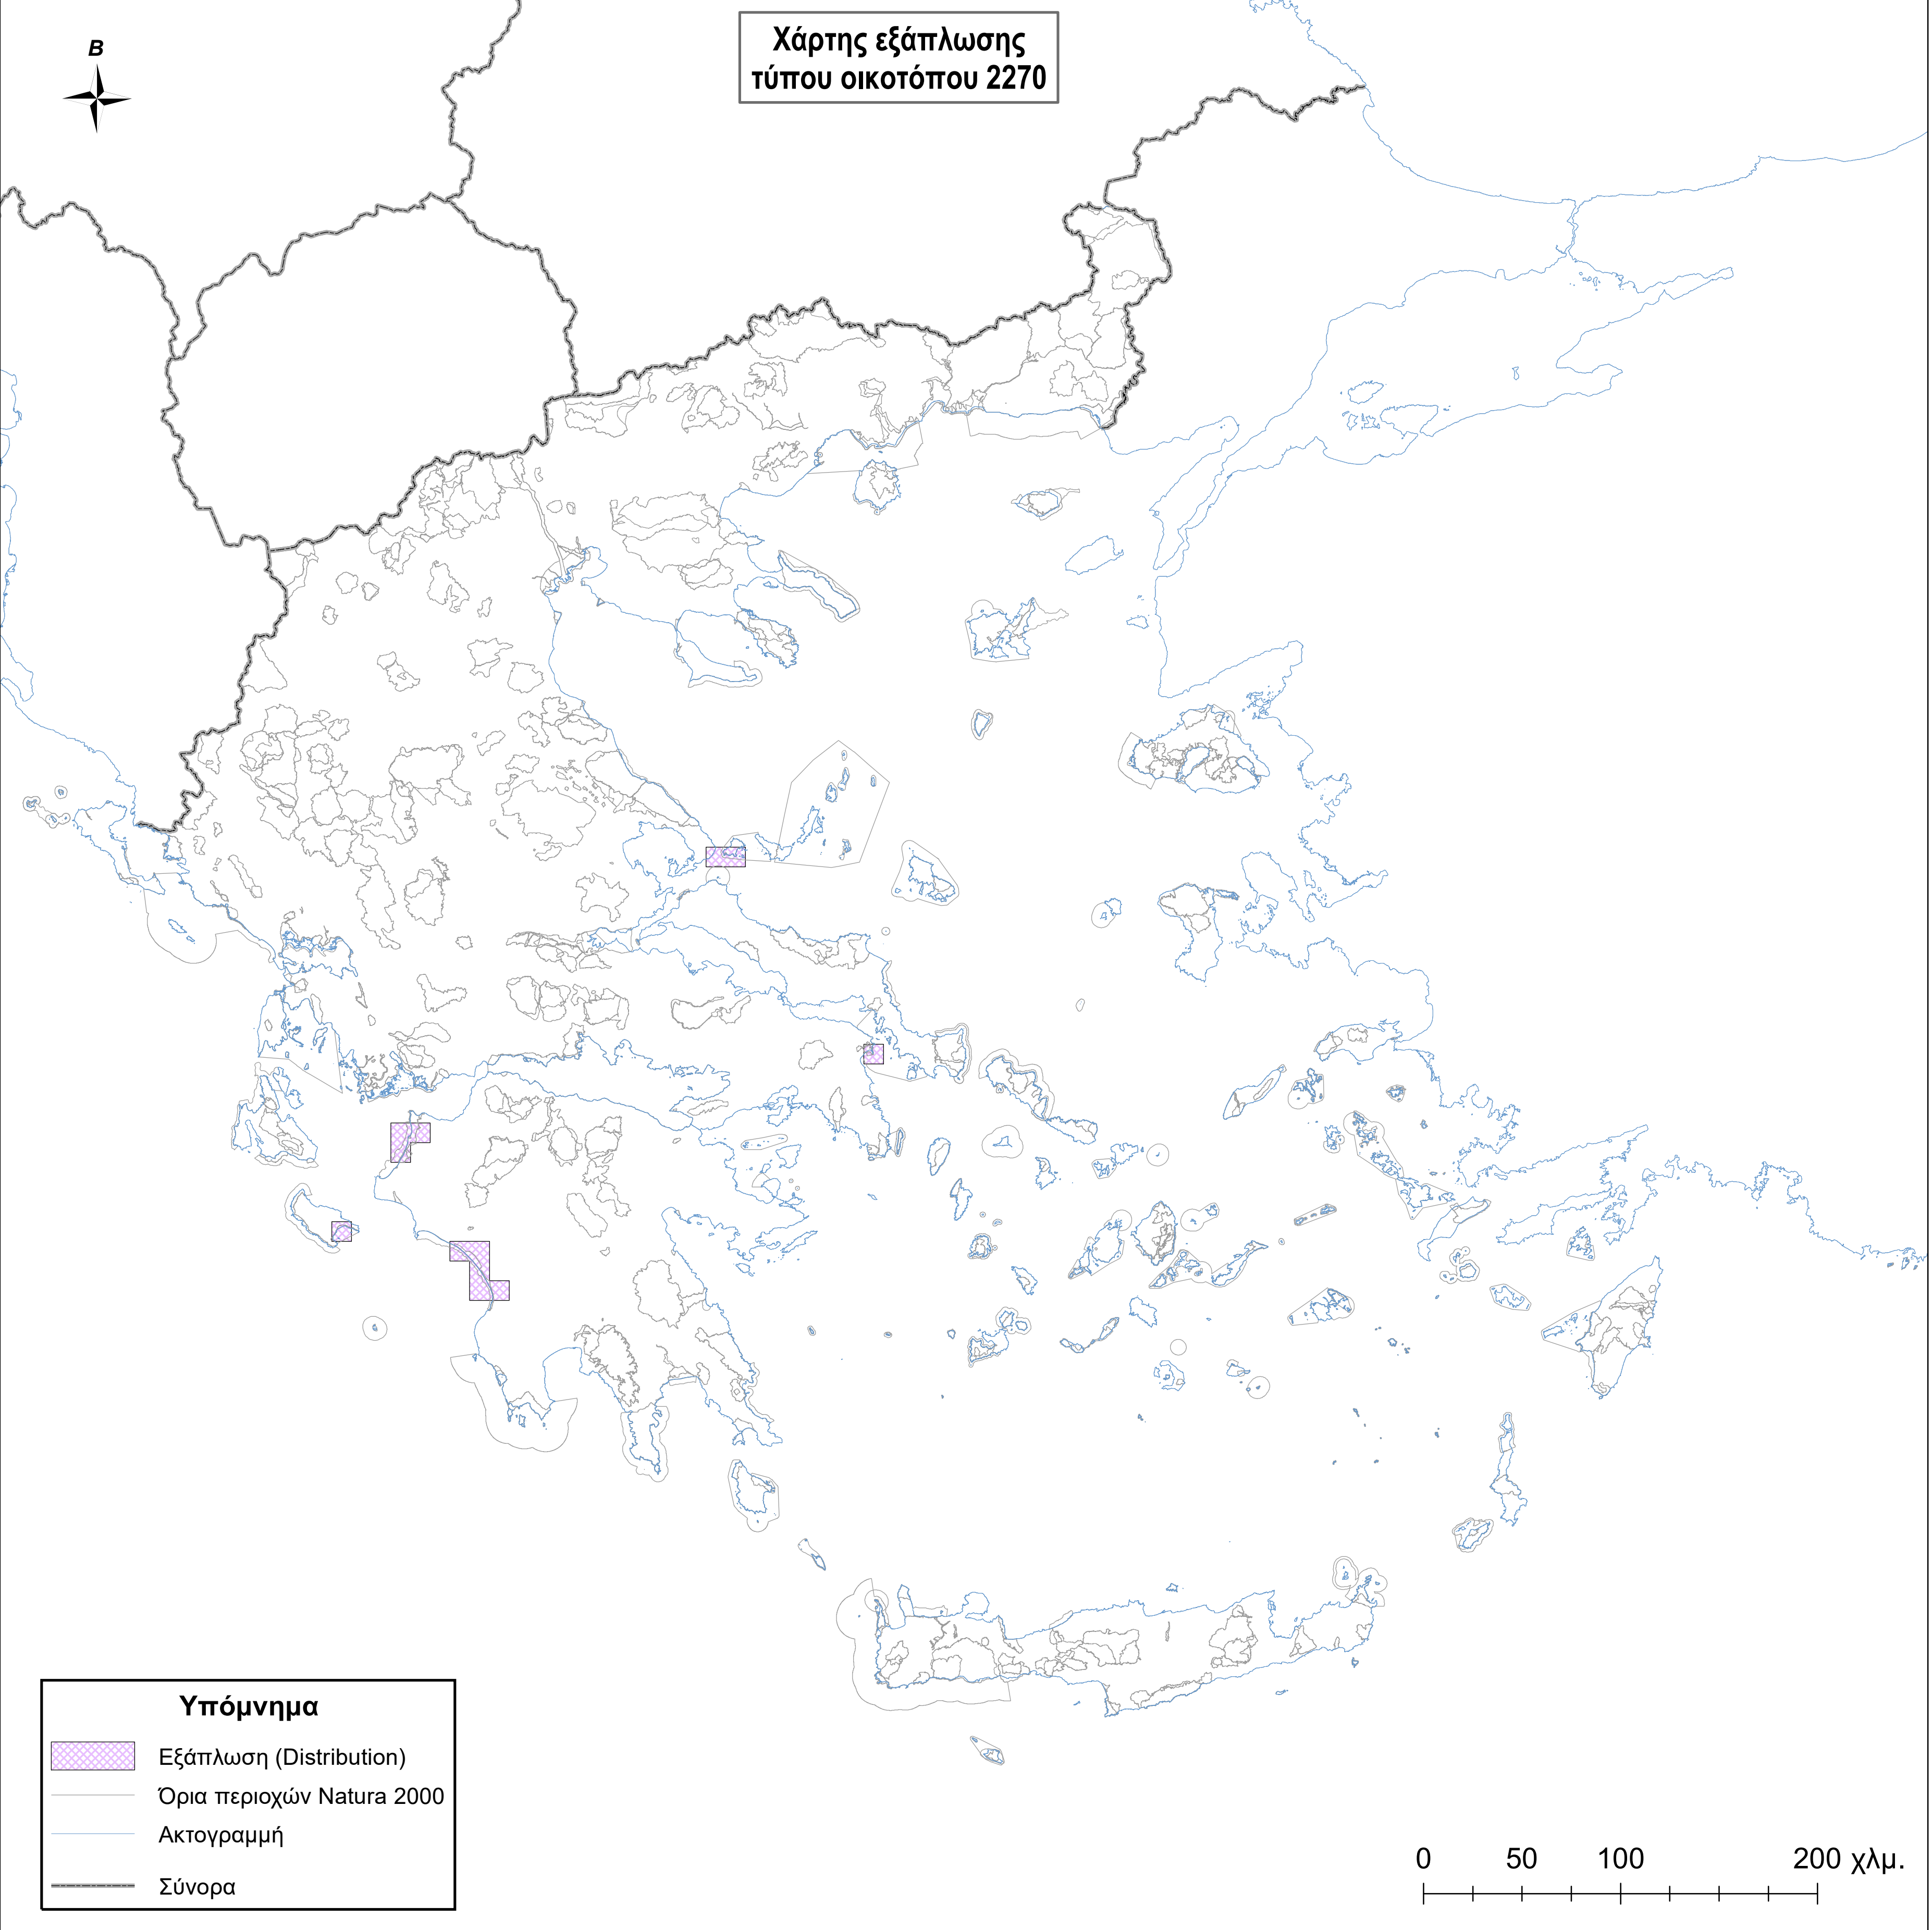 Χάρτης εξάπλωσης
τύπου οικοτόπου 2270
Β
Υπόμνημα
Εξάπλωση (Distribution)
Όρια περιοχών Natura 2000
Ακτογραμμή
Σύνορα
0 50 100 200 χλμ.